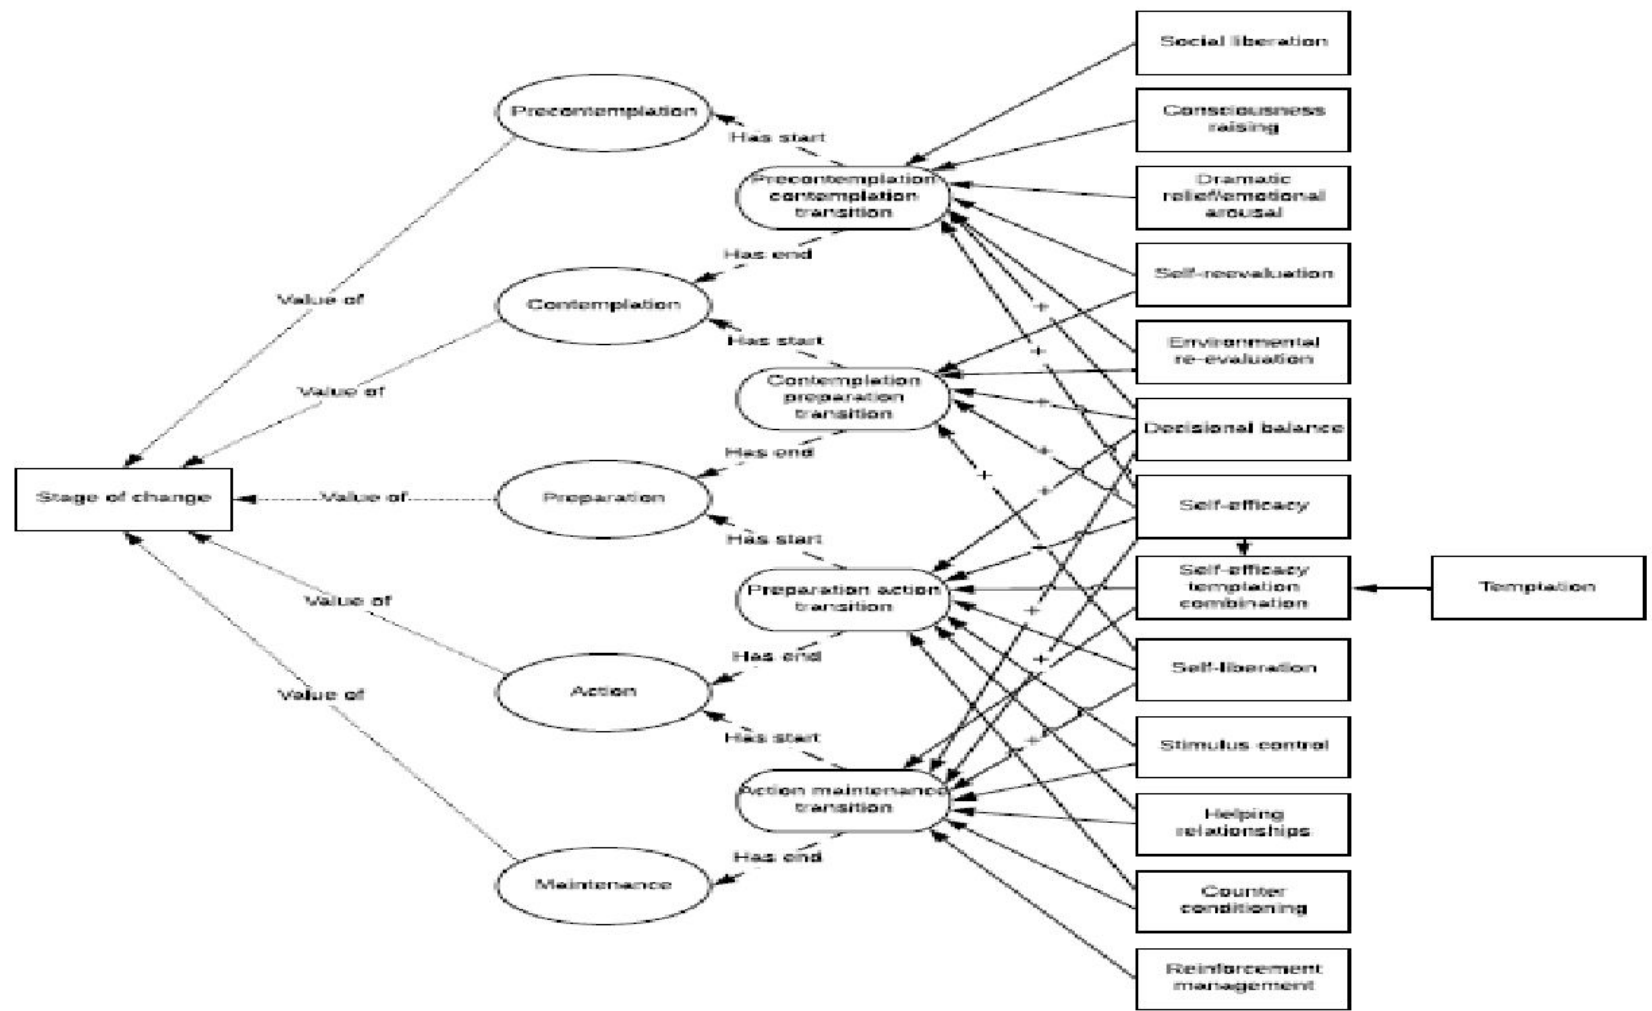 Social liberation
Precontemplation
Consciousness
raising
Has start
Precontemplation
contemplation
transition
Dramatic
relief/emotional
arousal
Has end
Self-reevaluation
Value of
Contemplation
+
Has start
Environmental
re-evaluation
+
Value of
Contemplation
preparation
transition
+
Decisional balance
Has end
+
+
Stage of change
Value of
Preparation
+
Self-efficacy
Has start
+
Value of
Preparation action
transition
+
Self-efficacy
templation
combination
Temptation
Has end
+
Self-liberation
Value of
Action
Has start
+
Stimulus control
Action maintenance
transition
Helping
relationships
Has end
Maintenance
Counter
conditioning
Reinforcement
management